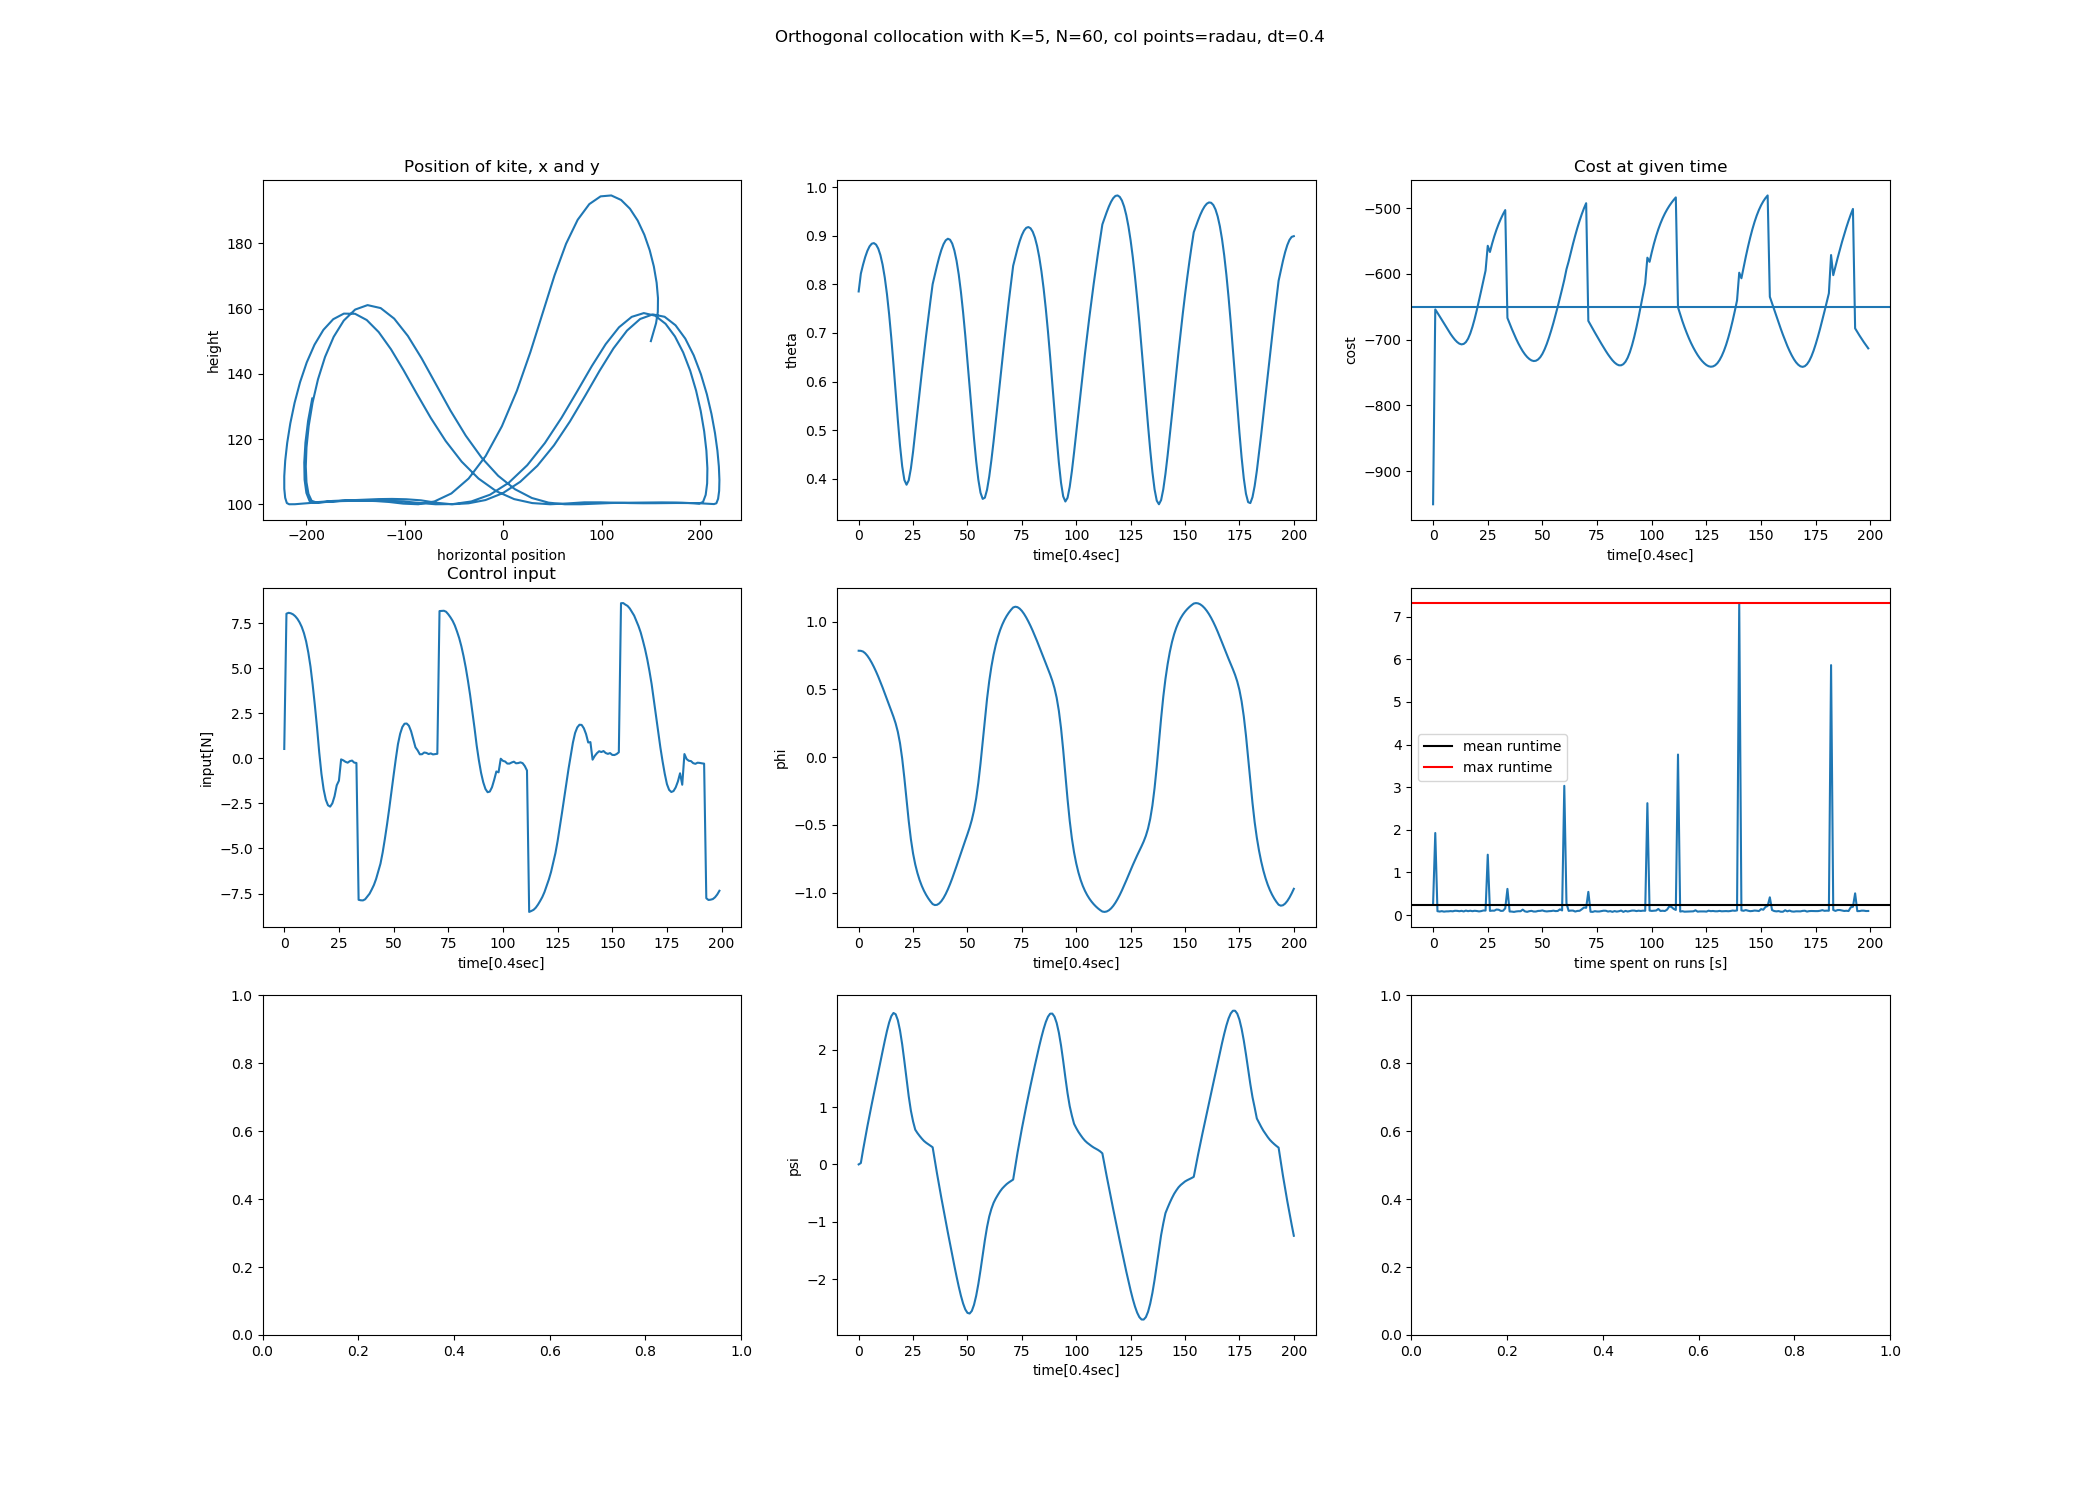 Orthogonal collocation with K=5, N=60, col points=radau, dt=0.4
Position of kite, x and y
height
180
160
140
120
100
−200 −100 0 100 200
horizontal position
theta
1.0
0.9
0.8
0.7
0.6
0.5
0.4
0 25 50 75 100 125 150 175 200
time[0.4sec]
Cost at given time
cost
−500
−600
−700
−800
−900
0 25 50 75 100 125 150 175 200
time[0.4sec]
Control input
input[N]
7.5
5.0
2.5
0.0
−2.5
−5.0
−7.5
0 25 50 75 100 125 150 175 200
time[0.4sec]
phi
1.0
0.5
0.0
−0.5
−1.0
0 25 50 75 100 125 150 175 200
time[0.4sec]
7
6
5
4
3
2
1
0
mean runtime
max runtime
0 25 50 75 100 125 150 175 200
time spent on runs [s]
1.0
0.8
0.6
0.4
0.2
0.0
0.0 0.2 0.4 0.6 0.8 1.0
psi
2
1
0
−1
−2
0 25 50 75 100 125 150 175 200
time[0.4sec]
1.0
0.8
0.6
0.4
0.2
0.0
0.0 0.2 0.4 0.6 0.8 1.0